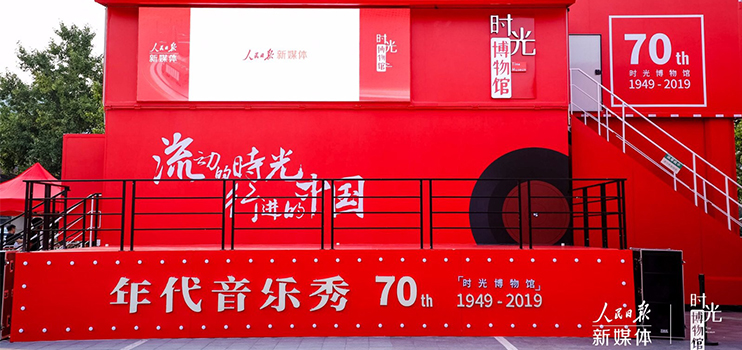 人民日报
新媒体
人民日报 新媒体
时光
博物馆
时光
博物馆
70th
时光博物馆
1949-2019
流动的時光
行进的中国
年代音乐秀 70th
「时光博物馆」
1949-2019
人民日报
新媒体
时光
博物馆